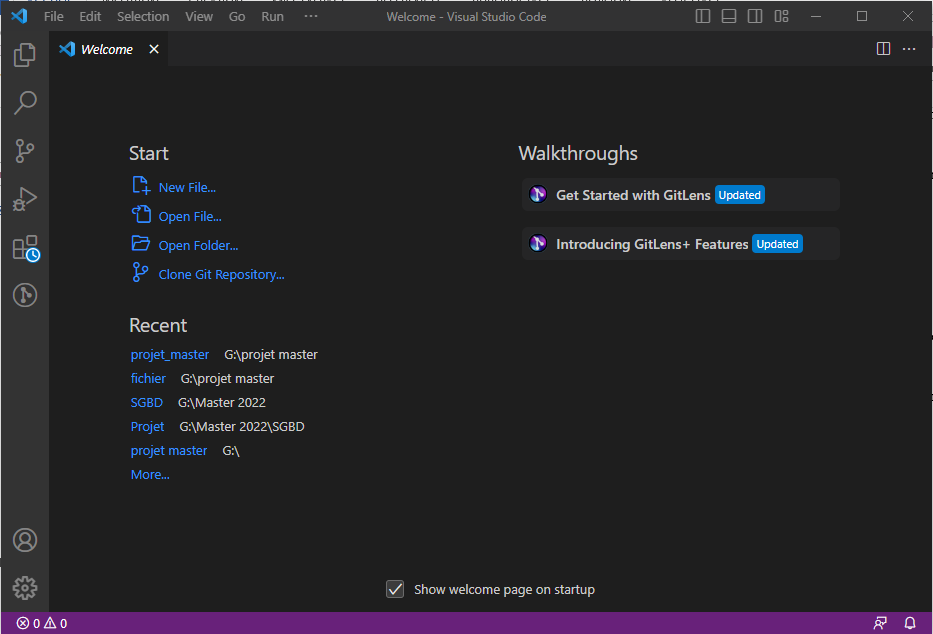 File Edit Selection View Go Run ··· Welcome - Visual Studio Code
Welcome
Start
New File...
Open File...
Open Folder...
Clone Git Repository...
Recent
projet_master G:\projet master
fichier G:\projet master
SGBD G:\Master 2022
Projet G:\Master 2022\SGBD
projet master G:\
More...
Walkthroughs
Get Started with GitLens Updated
Introducing GitLens+ Features Updated
Show welcome page on startup
0 0